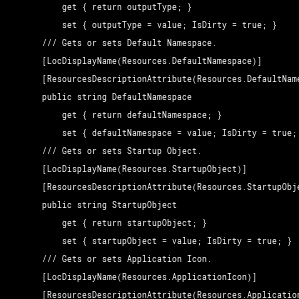 get { return outputType; }
set { outputType = value; IsDirty = true; }
/// Gets or sets Default Namespace.
[LocDisplayName(Resources.DefaultNamespace)]
[ResourcesDescriptionAttribute(Resources.DefaultName
public string DefaultNamespace
get { return defaultNamespace; }
set { defaultNamespace = value; IsDirty = true;
/// Gets or sets Startup Object.
[LocDisplayName(Resources.StartupObject)]
[ResourcesDescriptionAttribute(Resources.StartupObje
public string StartupObject
get { return startupObject; }
set { startupObject = value; IsDirty = true; }
/// Gets or sets Application Icon.
[LocDisplayName(Resources.ApplicationIcon)]
[ResourcesDescriptionAttribute(Resources.Application